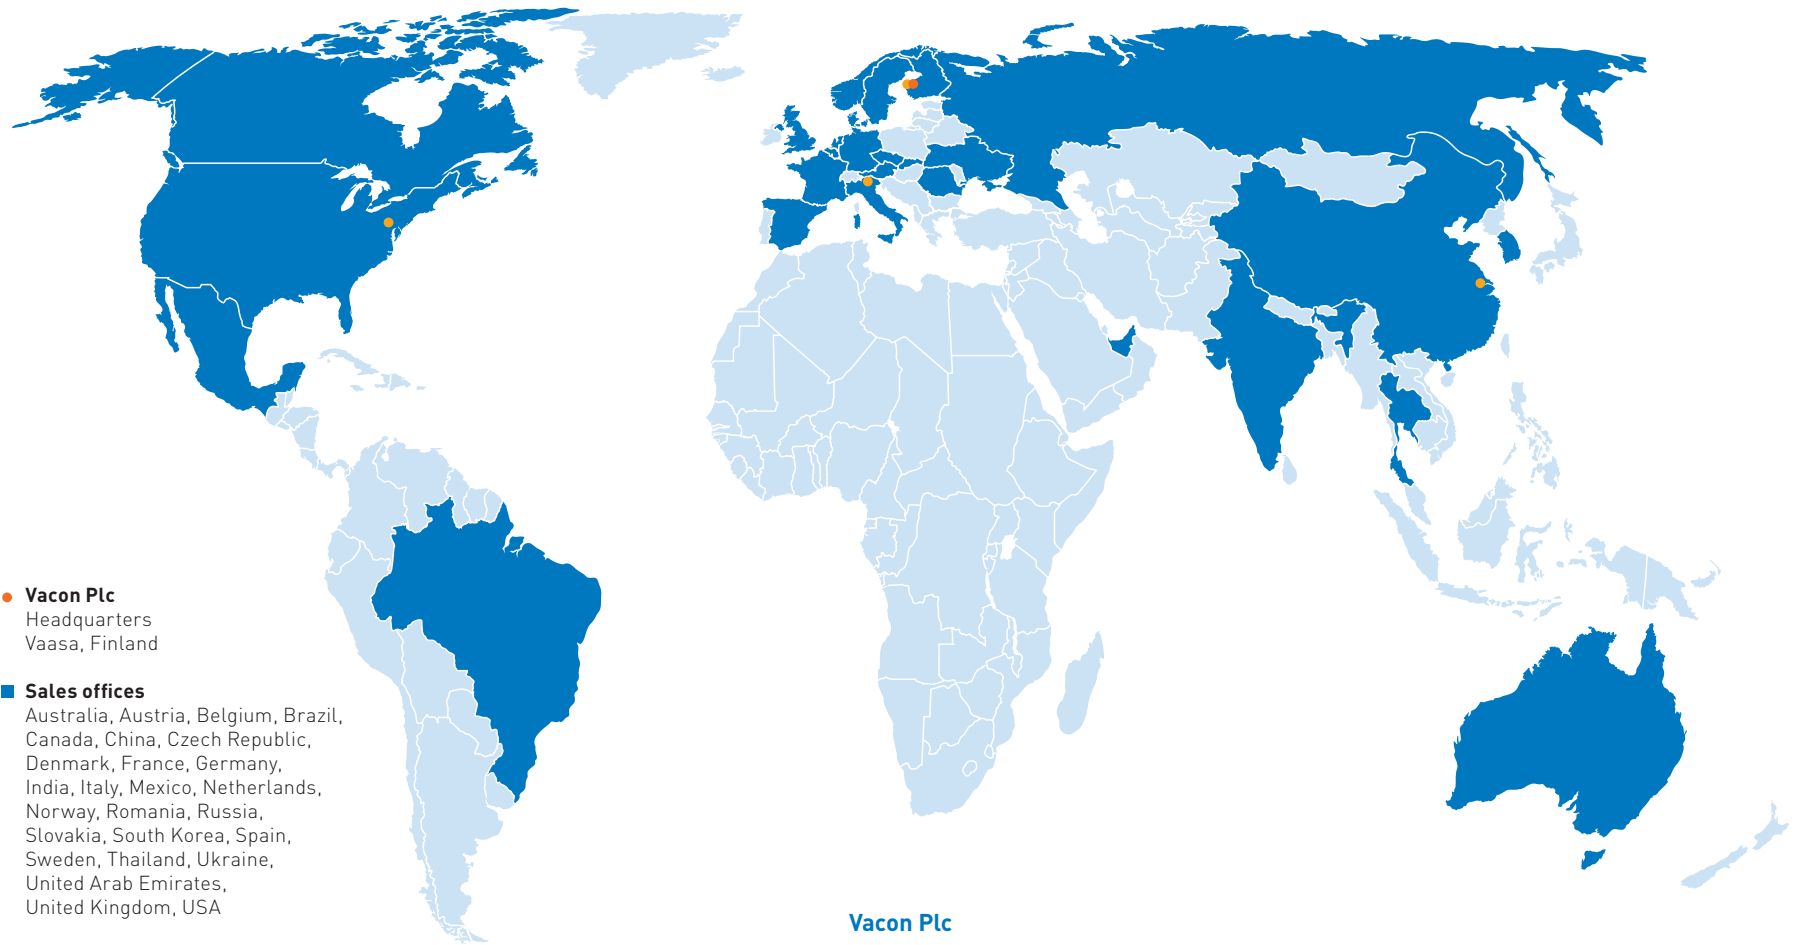 Vacon Plc
Headquarters
Vaasa, Finland
Sales offices
Australia, Austria, Belgium, Brazil,
Canada, China, Czech Republic,
Denmark, France, Germany,
India, Italy, Mexico, Netherlands,
Norway, Romania, Russia,
Slovakia, South Korea, Spain,
Sweden, Thailand, Ukraine,
United Arab Emirates,
United Kingdom, USA
Vacon Plc